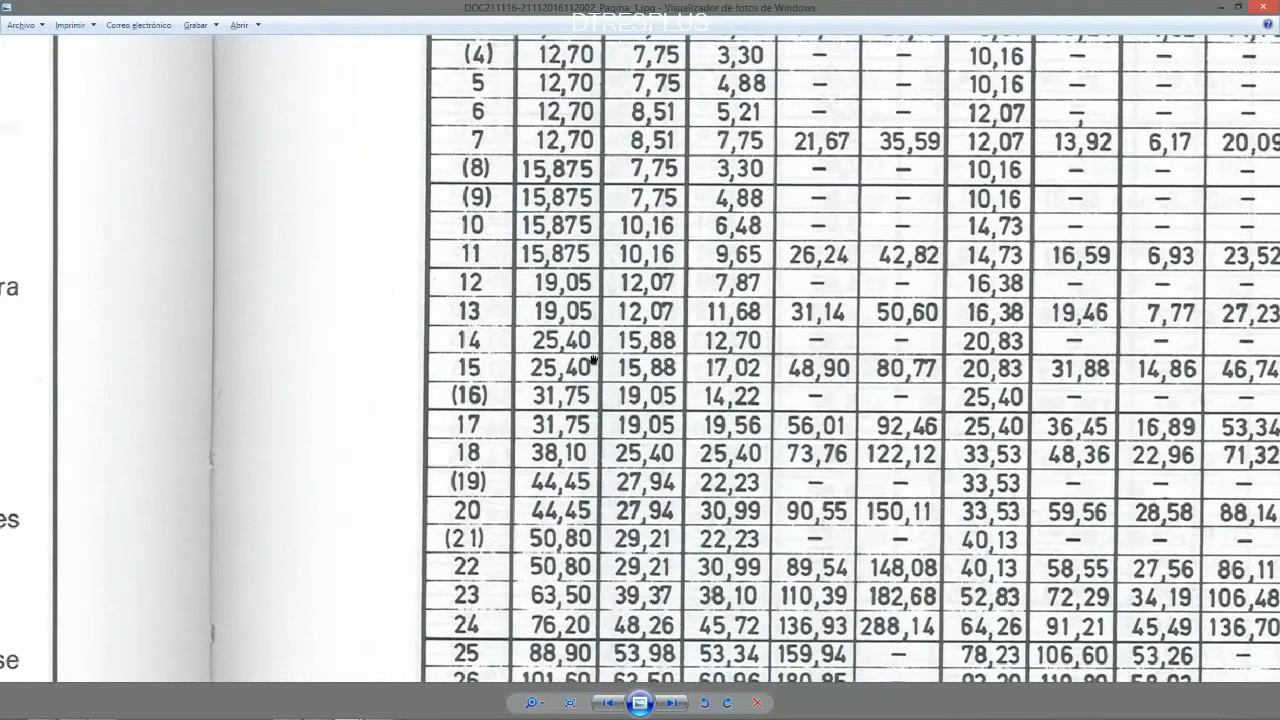 DOC211116-21112016112002_Pagina_1.jpg - Visualizador de fotos de Windows
DTRESPLUS
Archivo Imprimir Correo electrónico Grabar Abrir
(4) 12,70 7,75 3,30 – – 10,16 – –
5 12,70 7,75 4,88 – – 10,16 – – –
6 12,70 8,51 5,21 – – 12,07 – – –
7 12,70 8,51 7,75 21,67 35,59 12,07 13,92 6,17 20,09
(8) 15,875 7,75 3,30 – – 10,16 – – –
ra
(9) 15,875 7,75 4,88 – – 10,16 – – –
10 15,875 10,16 6,48 – – 14,73 – – –
11 15,875 10,16 9,65 26,24 42,82 14,73 16,59 6,93 23,52
12 19,05 12,07 7,87 – – 16,38 – – –
13 19,05 12,07 11,68 31,14 50,60 16,38 19,46 7,77 27,23
14 25,40 15,88 12,70 – – 20,83 – – –
15 25,40 15,88 17,02 48,90 80,77 20,83 31,88 14,86 46,74
(16) 31,75 19,05 14,22 – – 25,40 – – –
17 31,75 19,05 19,56 56,01 92,46 25,40 36,45 16,89 53,34
18 38,10 25,40 25,40 73,76 122,12 33,53 48,36 22,96 71,32
(19) 44,45 27,94 22,23 – – 33,53 – – –
es
20 44,45 27,94 30,99 90,55 150,11 33,53 59,56 28,58 88,14
(21) 50,80 29,21 22,23 – – 40,13 – – –
22 50,80 29,21 30,99 89,54 148,08 40,13 58,55 27,56 86,11
23 63,50 39,37 38,10 110,39 182,68 52,83 72,29 34,19 106,48
24 76,20 48,26 45,72 136,93 288,14 64,26 91,21 45,49 136,70
se
25 88,90 53,98 53,34 159,94 – 78,23 106,60 53,26 –